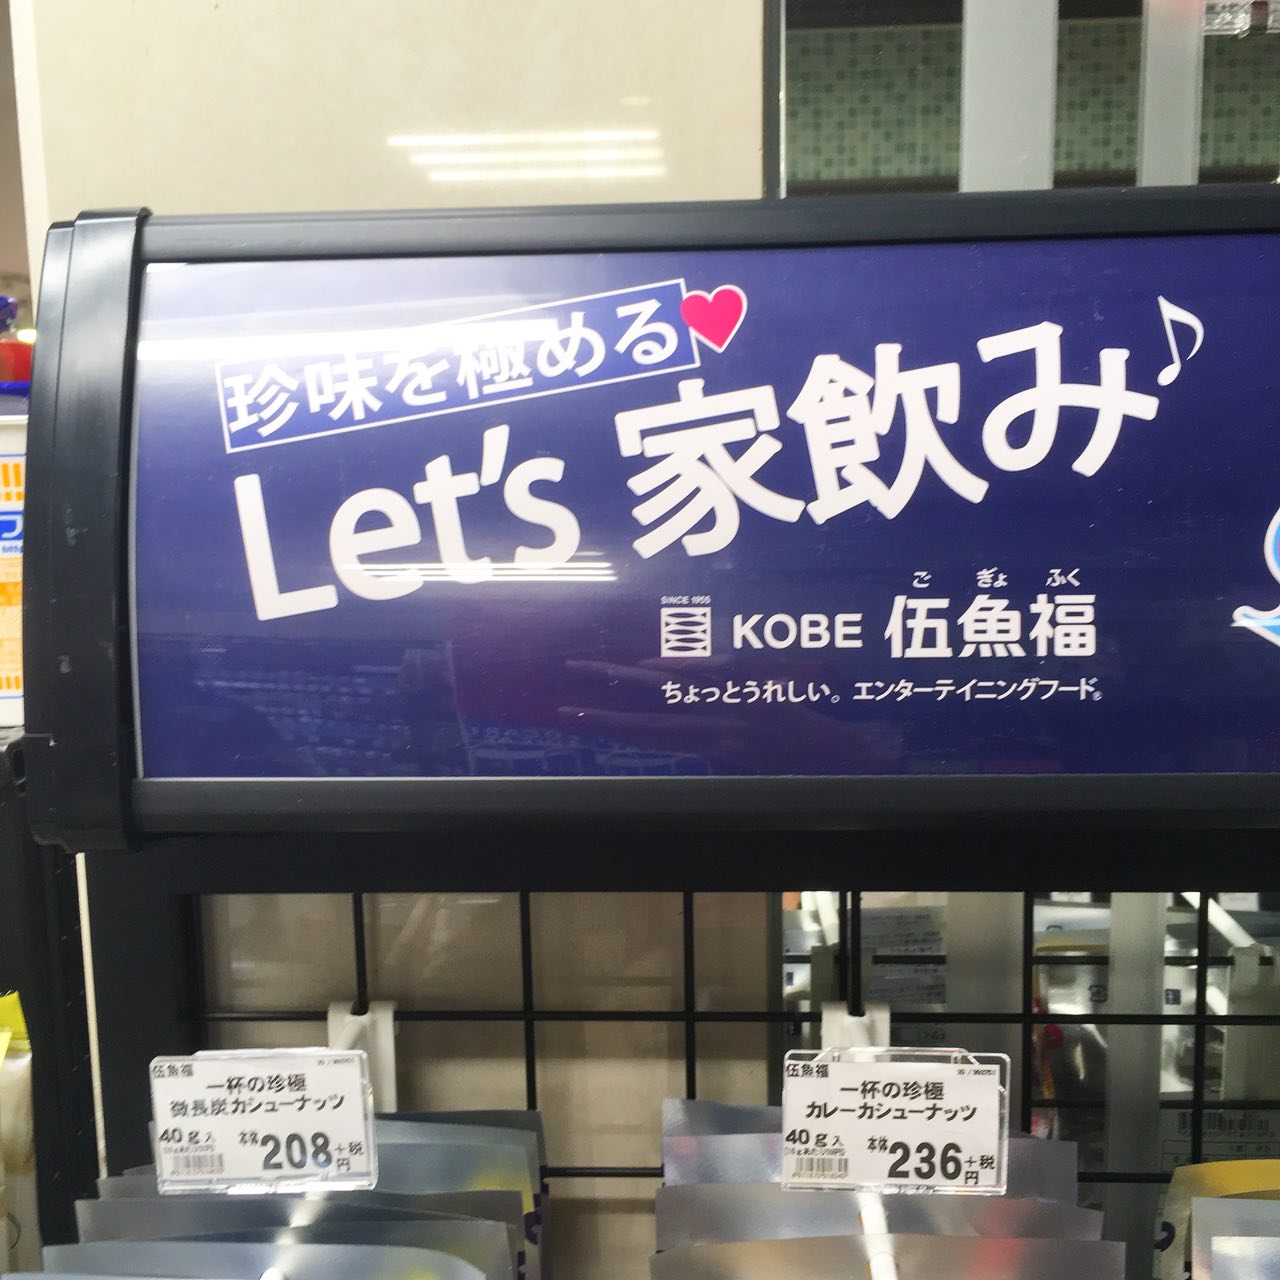 珍味を極める
Let's 家飲み♪
SINCE 1955
KOBE 伍魚福
ご ぎょ ふく
ちょっとうれしい。エンターテイニングフード®
伍魚福
一杯の珍極
備長炭カシューナッツ
40g入
本体208円+税
伍魚福
一杯の珍極
カレーカシューナッツ
40g入
本体236円+税